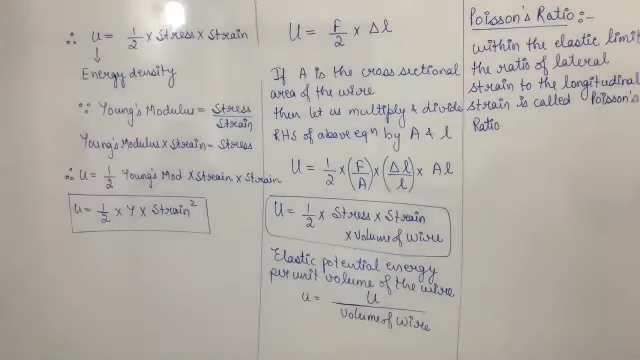 ∴ u = 1/2 × Stress × Strain
↓
Energy density
∵ Young's Modulus = Stress/Strain
Young's Modulus × Strain = Stress
∴ u = 1/2 Young's Mod × Strain × Strain
u = 1/2 × Y × Strain²
U = F/2 × Δl
If A is the cross sectional
area of the wire
then let us multiply & divide
RHS of above eqn by A & l
U = 1/2 × (F/A) × (Δl/l) × Al
U = 1/2 × Stress × Strain
× Volume of wire
Elastic potential energy
per unit volume of the wire
u = U/Volume of wire
Poisson's Ratio :-
within the elastic limit
the ratio of lateral
strain to the longitudinal
strain is called Poisson's
Ratio.